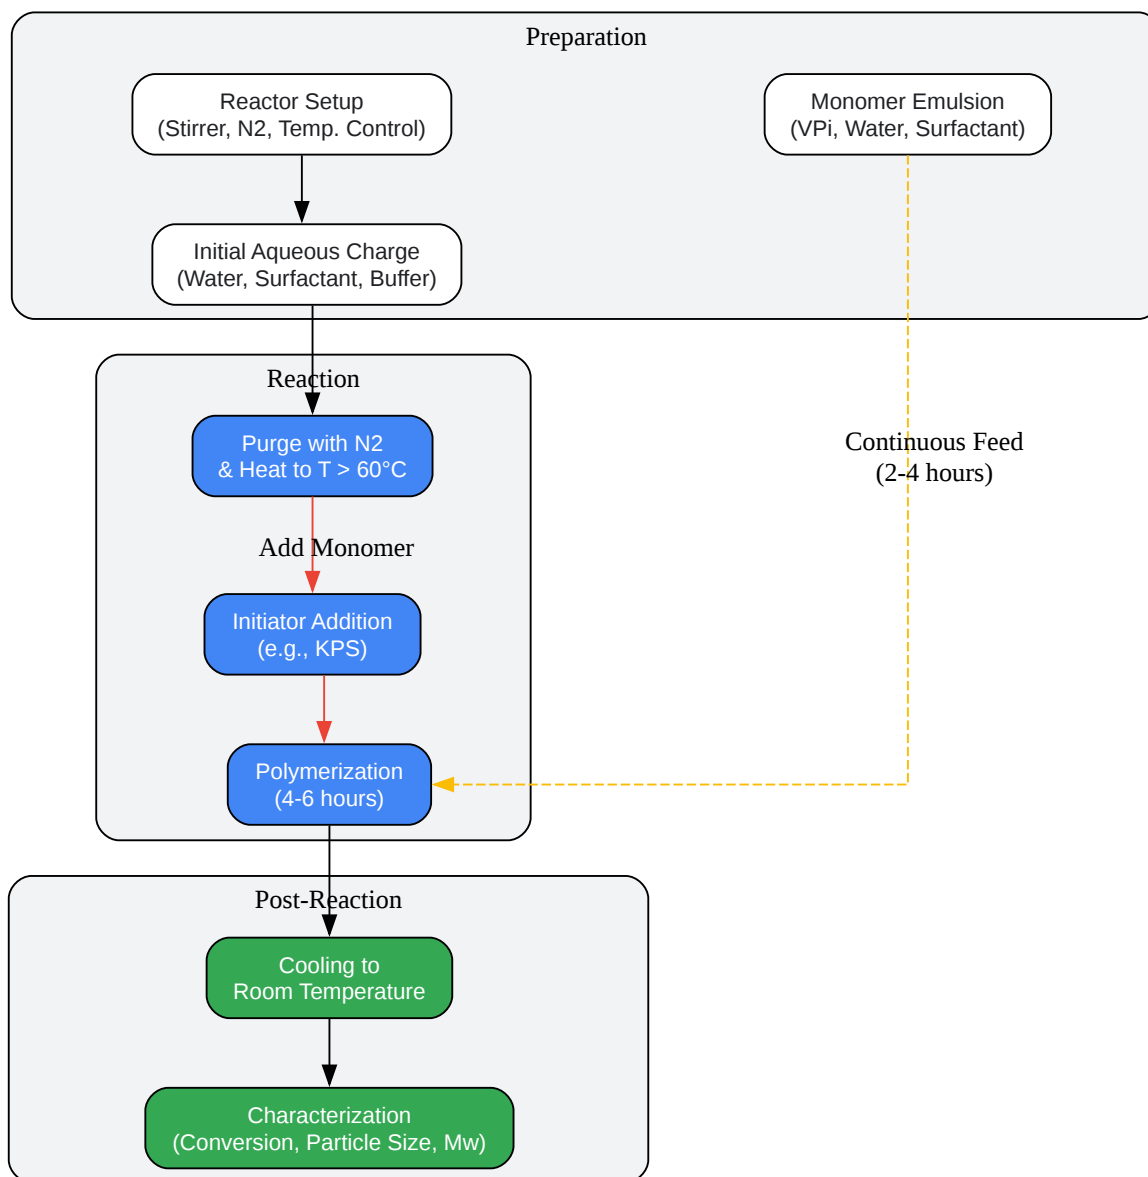 Preparation
Reactor Setup
(Stirrer, N2, Temp. Control)
Monomer Emulsion
(VPi, Water, Surfactant)
Initial Aqueous Charge
(Water, Surfactant, Buffer)
Reaction
Purge with N2
& Heat to T > 60°C
Continuous Feed
(2-4 hours)
Add Monomer
Initiator Addition
(e.g., KPS)
Polymerization
(4-6 hours)
Post-Reaction
Cooling to
Room Temperature
Characterization
(Conversion, Particle Size, Mw)